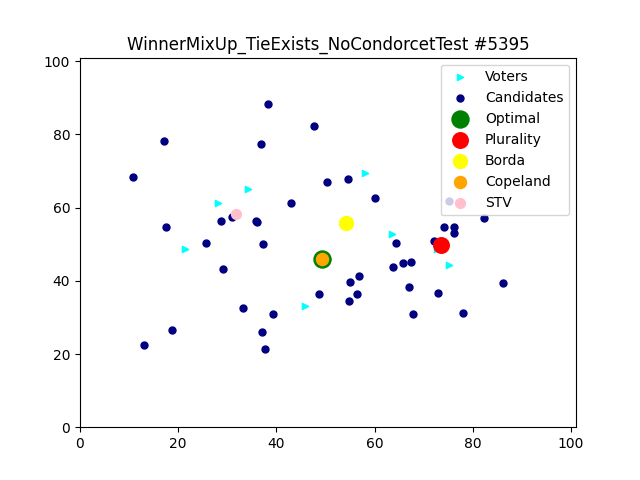 WinnerMixUp_TieExists_NoCondorcetTest #5395
100
80
60
40
20
0
0 20 40 60 80 100
Voters
Candidates
Optimal
Plurality
Borda
Copeland
STV